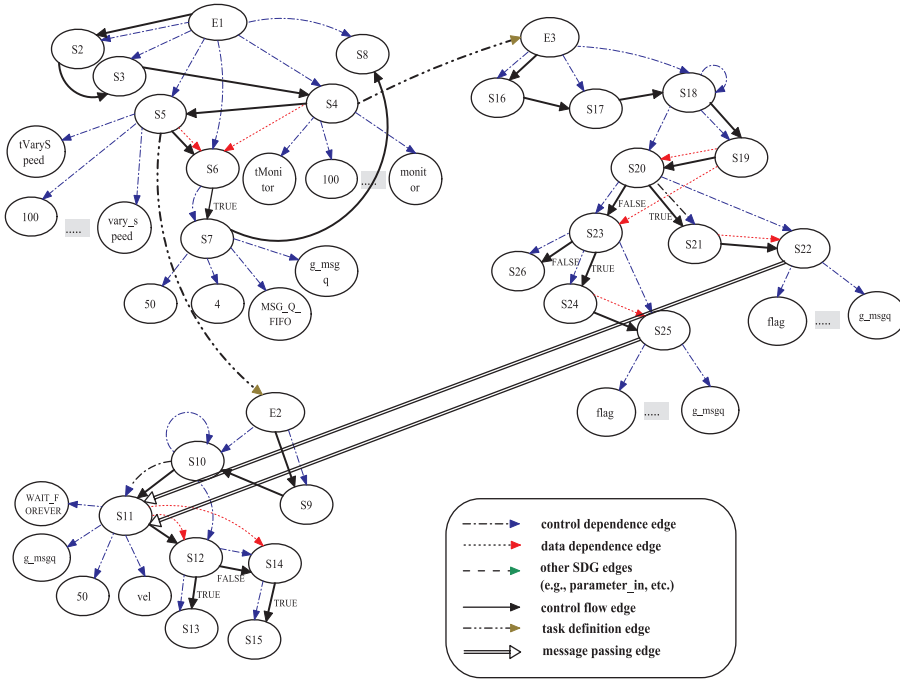 E1
E3
S2
S8
S3
S16
S17
S18
S5
S4
S19
S20
tVaryS
peed
S6
tMoni
tor
100
.....
monit
or
100
.....
vary_s
peed
TRUE
FALSE
TRUE
S7
g_msg
q
S23
S21
S22
S26
FALSE
TRUE
50
4
MSG_Q_
FIFO
S24
S25
flag
.....
g_msgq
flag
.....
g_msgq
E2
S10
WAIT_F
OREVER
S11
S9
g_msgq
S12
S14
FALSE
50
vel
TRUE
TRUE
S13
S15
control dependence edge
data dependence edge
other SDG edges
(e.g., parameter_in, etc.)
control flow edge
task definition edge
message passing edge